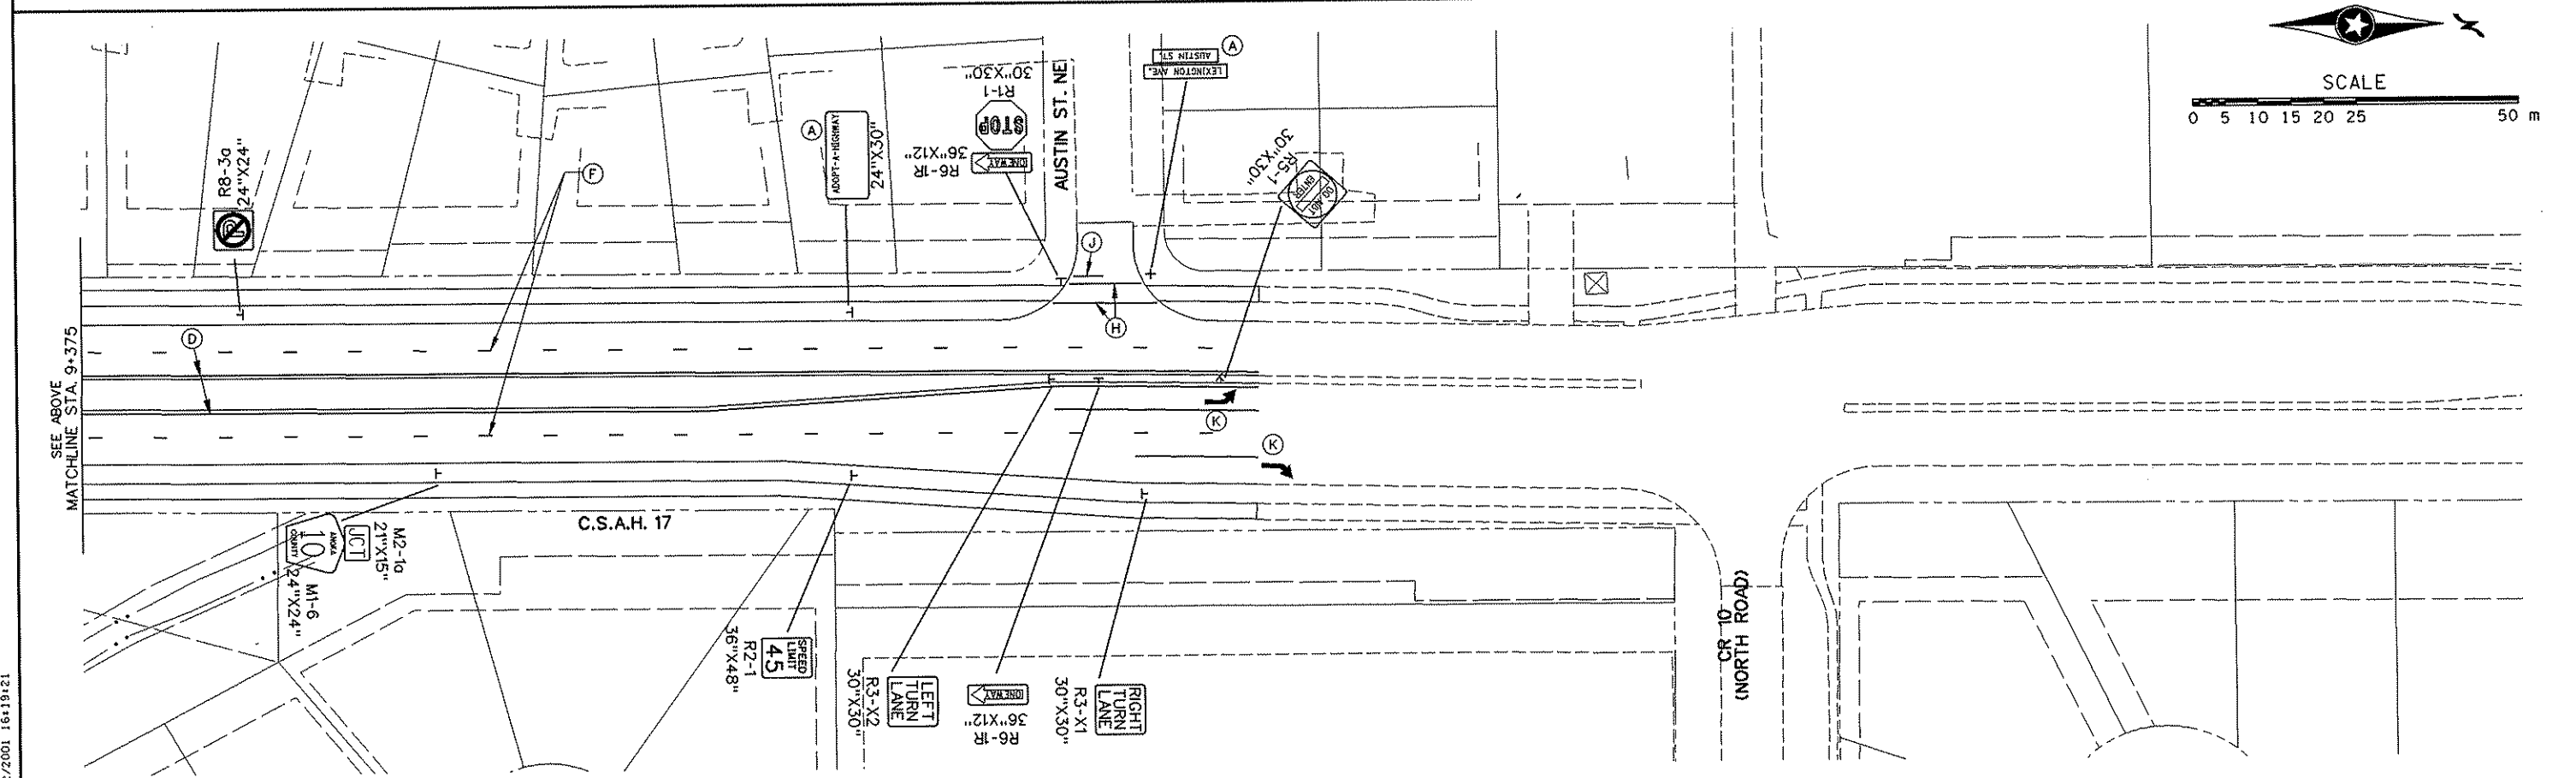 SCALE
0 5 10 15 20 25 50 m
R8-3a
24"X24"
P
F
A
ADOPT-A-HIGHWAY
24"X30"
30"X30"
R1-1
STOP
R6-1R
36"X12"
ONE WAY
AUSTIN ST. NE
A
AUSTIN ST.
LEXINGTON AVE.
R5-1
30"X30"
DO NOT
ENTER
J
H
SEE ABOVE
MATCHLINE STA. 9+375
D
K
K
C.S.A.H. 17
M2-1a
21"X15"
JCT
ANOKA
10
COUNTY
M1-6
24"X24"
SPEED
LIMIT
45
R2-1
36"X48"
LEFT
TURN
LANE
R3-X2
30"X30"
ONE WAY
36"X12"
R6-1R
RIGHT
TURN
LANE
R3-X1
30"X30"
CR 10
(NORTH ROAD)
/2001 16:19:21